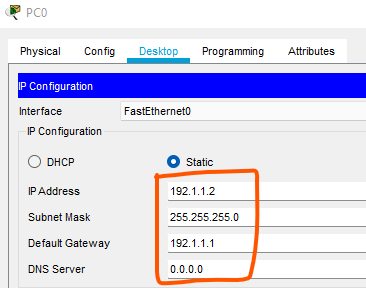 PC0
Physical Config Desktop Programming Attributes
IP Configuration
Interface FastEthernet0
IP Configuration
DHCP Static
IP Address 192.1.1.2
Subnet Mask 255.255.255.0
Default Gateway 192.1.1.1
DNS Server 0.0.0.0